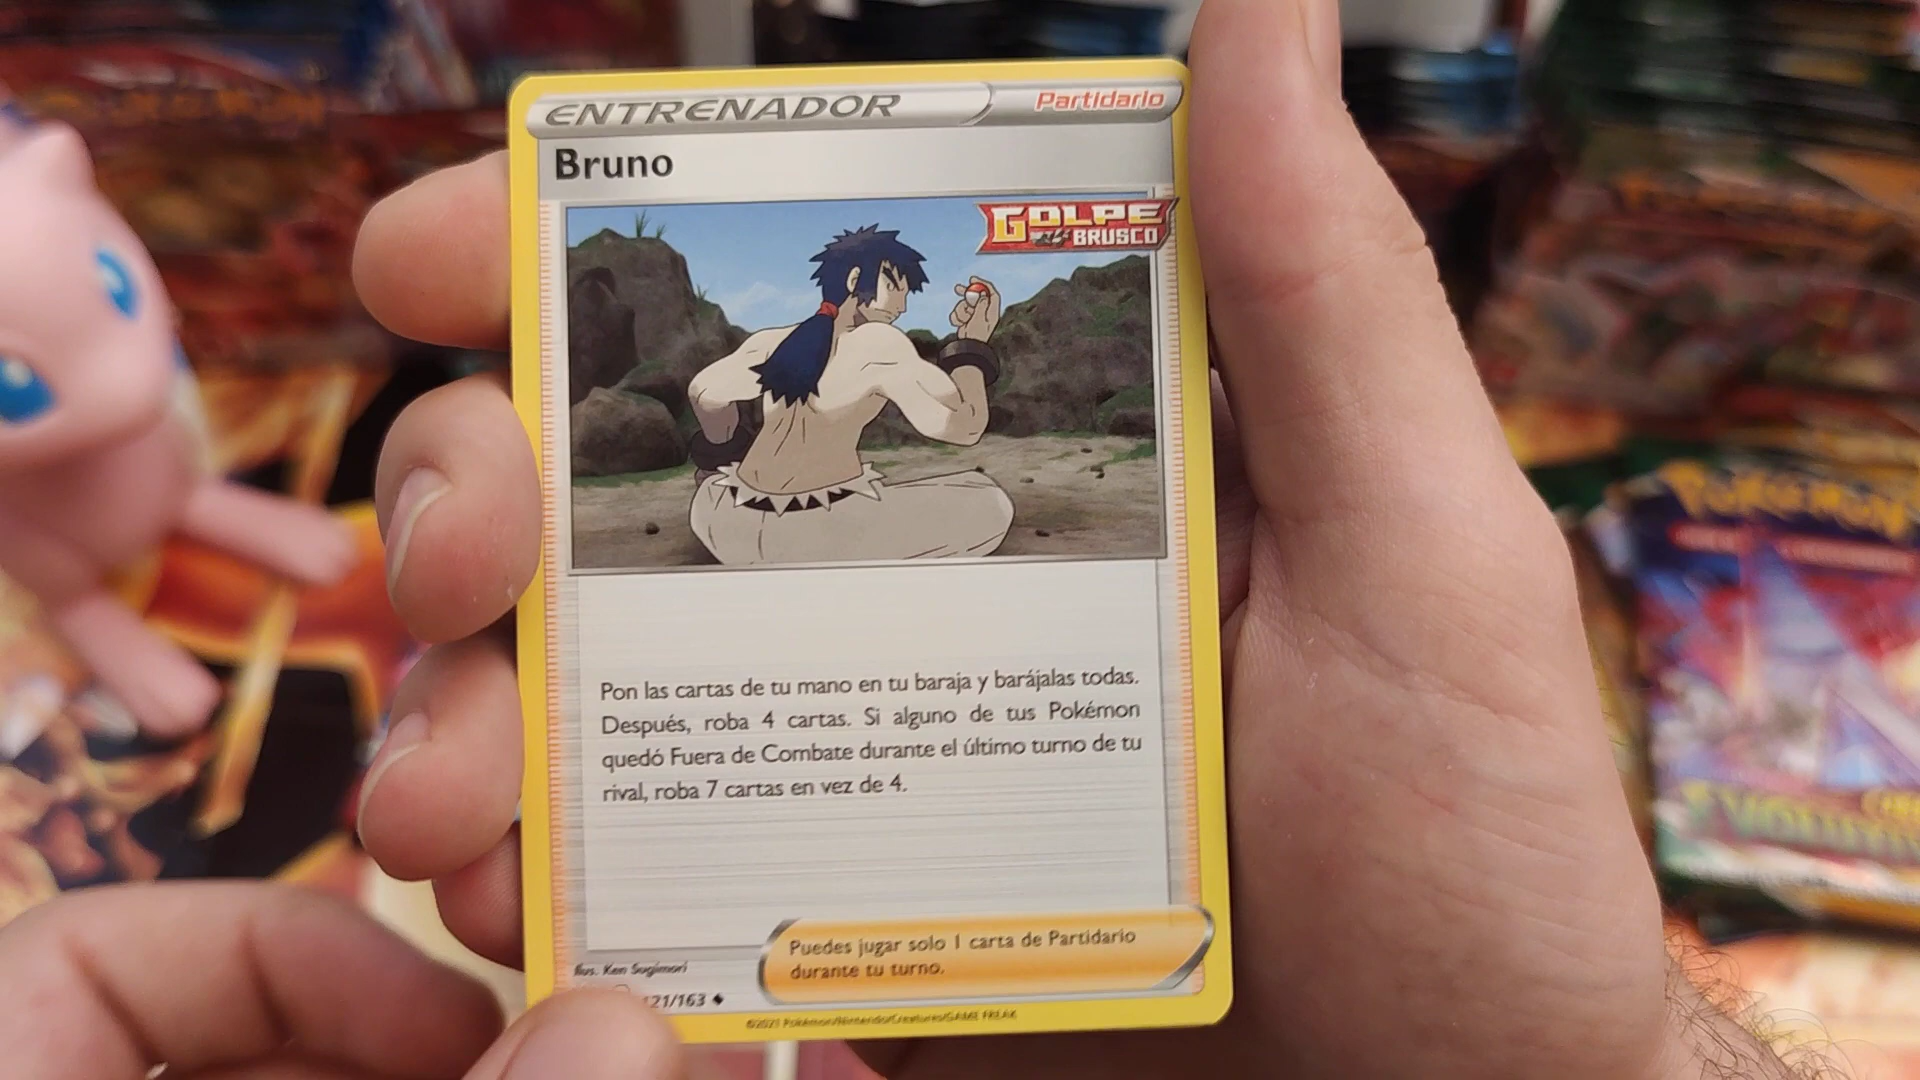 ENTRENADOR
Partidario
Bruno
GOLPE
BRUSCO
Pon las cartas de tu mano en tu baraja y barájalas todas.
Después, roba 4 cartas. Si alguno de tus Pokémon
quedó Fuera de Combate durante el último turno de tu
rival, roba 7 cartas en vez de 4.
Puedes jugar solo 1 carta de Partidario
durante tu turno.
Ilus. Ken Sugimori
121/163
©2021 Pokémon/Nintendo/Creatures/GAME FREAK
POKÉMON